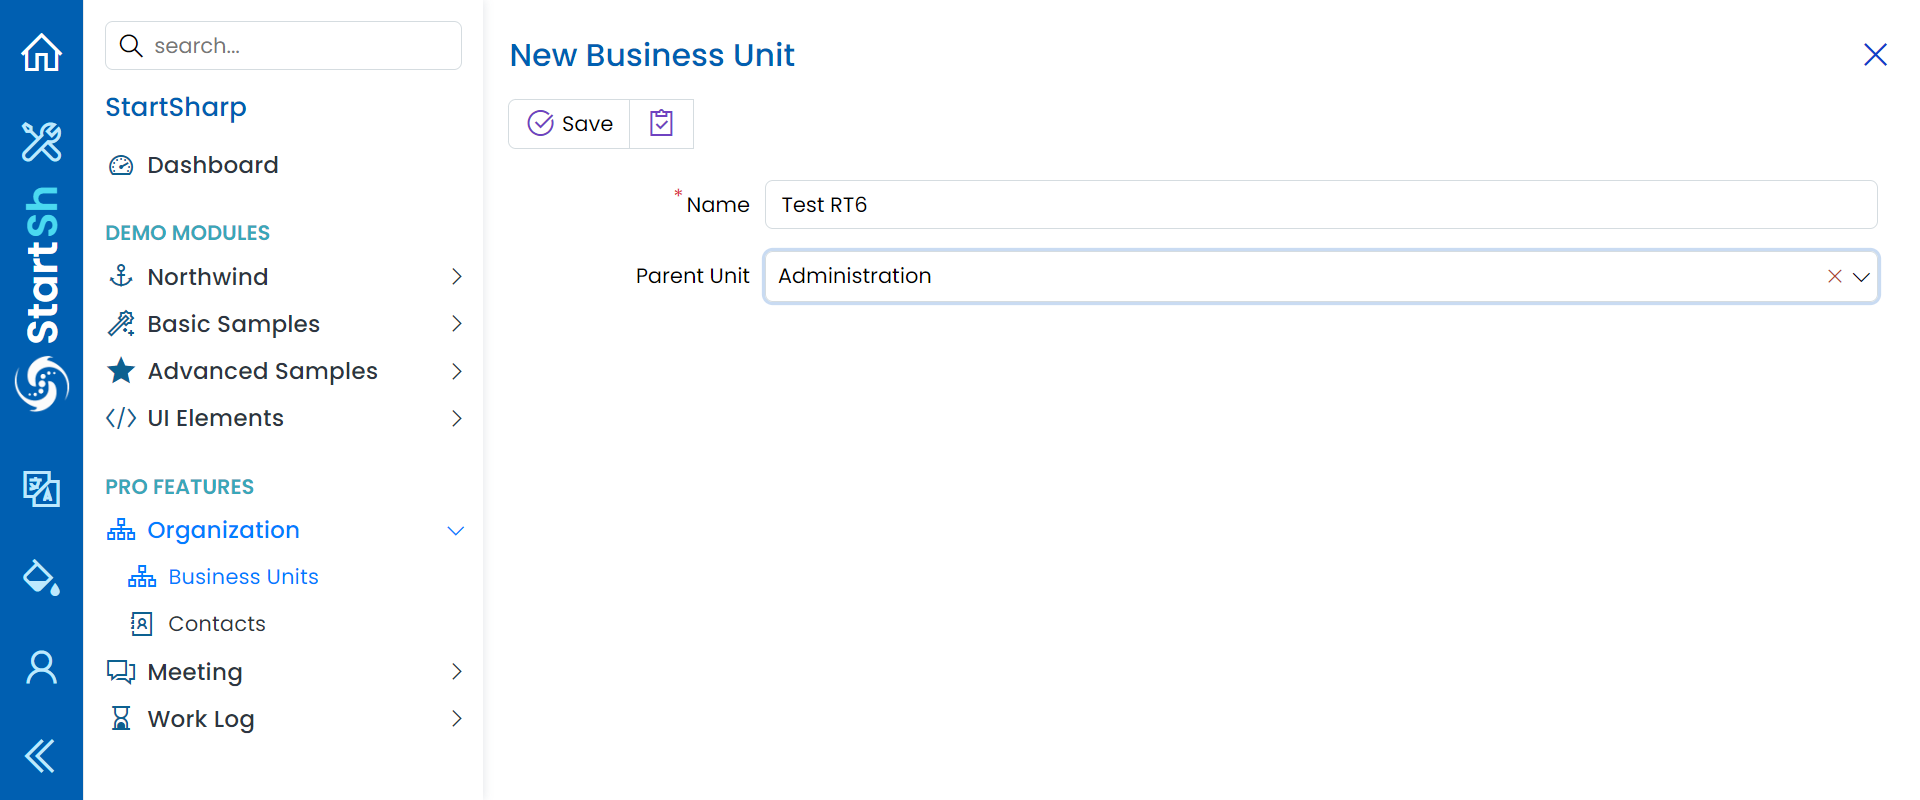 StartSh
search...
StartSharp
Dashboard
DEMO MODULES
Northwind
Basic Samples
Advanced Samples
UI Elements
PRO FEATURES
Organization
Business Units
Contacts
Meeting
Work Log
New Business Unit
Save
* Name
Test RT6
Parent Unit
Administration